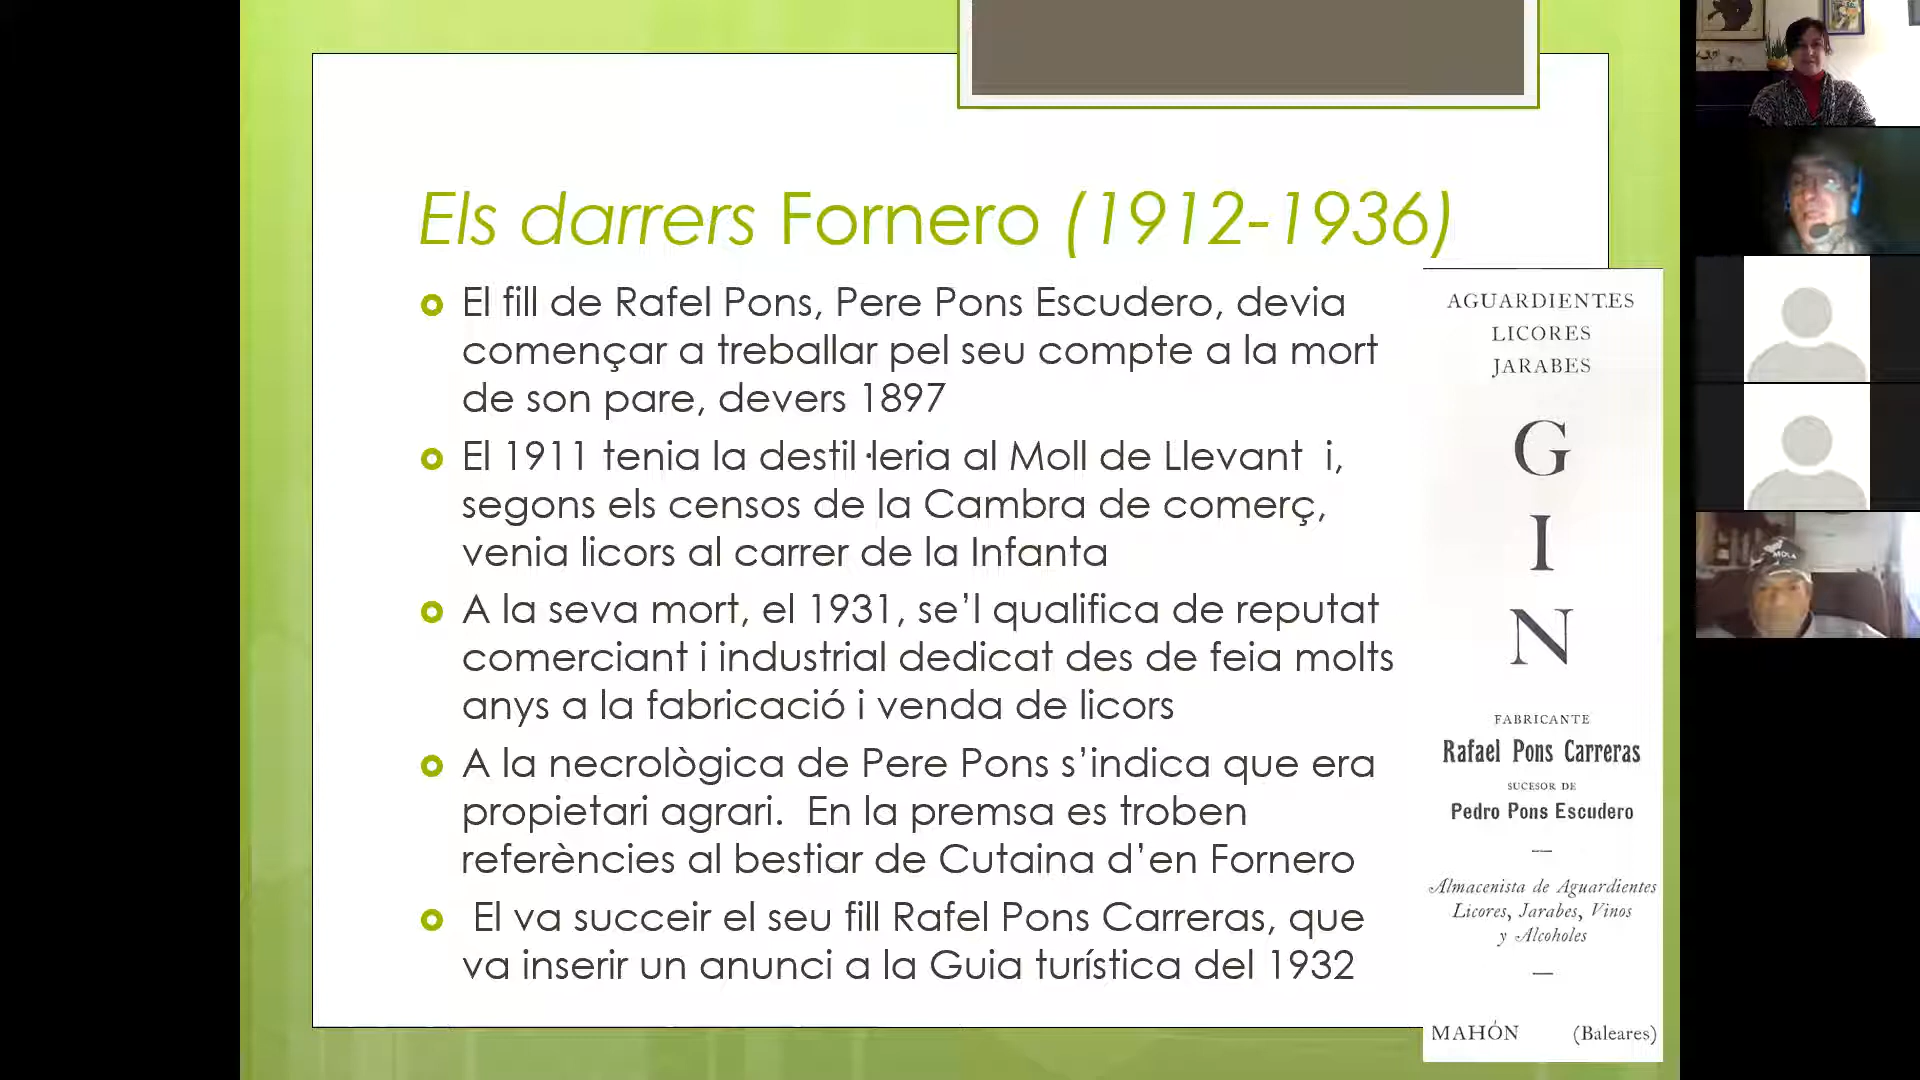 Els darrers Fornero (1912-1936)
El fill de Rafel Pons, Pere Pons Escudero, devia
començar a treballar pel seu compte a la mort
de son pare, devers 1897
El 1911 tenia la destil·leria al Moll de Llevant i,
segons els censos de la Cambra de comerç,
venia licors al carrer de la Infanta
A la seva mort, el 1931, se’l qualifica de reputat
comerciant i industrial dedicat des de feia molts
anys a la fabricació i venda de licors
A la necrològica de Pere Pons s’indica que era
propietari agrari. En la premsa es troben
referències al bestiar de Cutaina d’en Fornero
El va succeir el seu fill Rafel Pons Carreras, que
va inserir un anunci a la Guia turística del 1932
AGUARDIENTES
LICORES
JARABES
G
I
N
FABRICANTE
Rafael Pons Carreras
SUCESOR DE
Pedro Pons Escudero
Almacenista de Aguardientes
Licores, Jarabes, Vinos
y Alcoholes
MAHÓN (Baleares)
MOLA